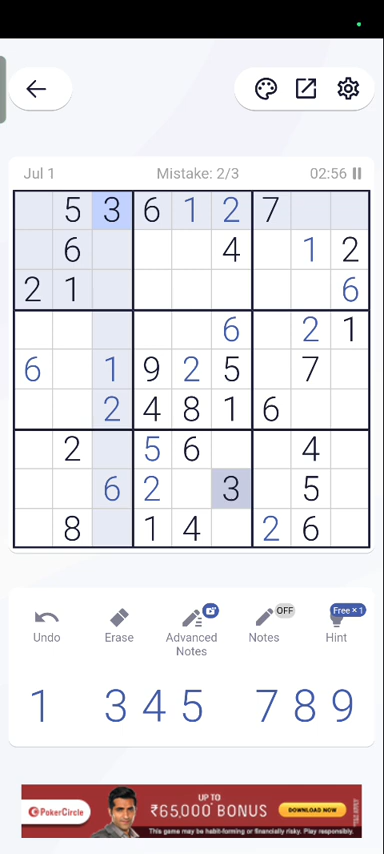 Jul 1 Mistake: 2/3 02:56
5 3 6 1 2 7
6 4 1 2
2 1 6
6 2 1
6 1 9 2 5 7
2 4 8 1 6
2 5 6 4
6 2 3 5
8 1 4 2 6
OFF Free × 1
Undo Erase Advanced Notes Notes Hint
1 3 4 5 7 8 9
PokerCircle
UP TO
₹65,000 BONUS
DOWNLOAD NOW
This game may be habit-forming or financially risky. Play responsibly.